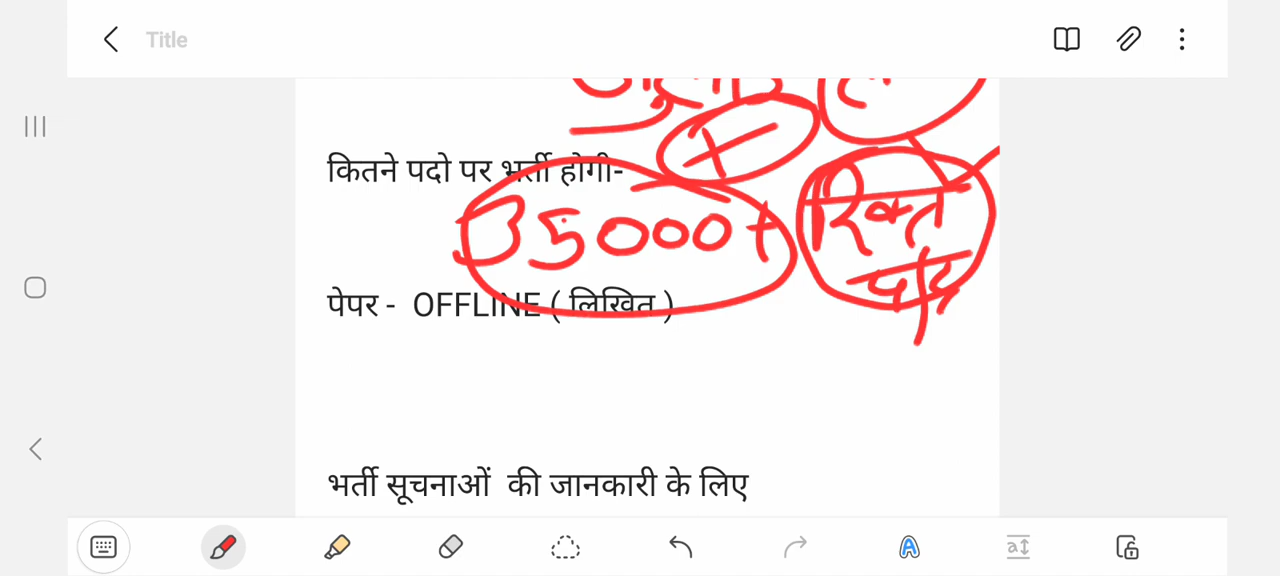 Title
कितने पदो पर भर्ती होगी-
35000+ रिक्त
पद
पेपर - OFFLINE ( लिखित )
भर्ती सूचनाओं की जानकारी के लिए